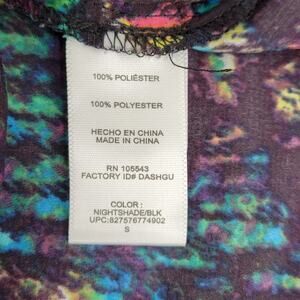 100% POLIÉSTER
100% POLYESTER
HECHO EN CHINA
MADE IN CHINA
RN 105543
FACTORY ID# DASHGU
COLOR :
NIGHTSHADE/BLK
UPC:827576774902
S